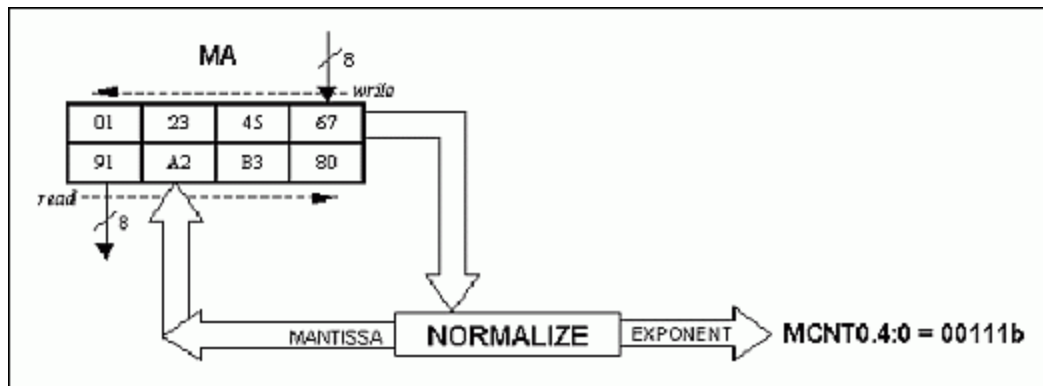 MA
8
write
01 23 45 67
91 A2 B3 80
read
8
MANTISSA NORMALIZE EXPONENT MCNT0.4:0 = 00111b